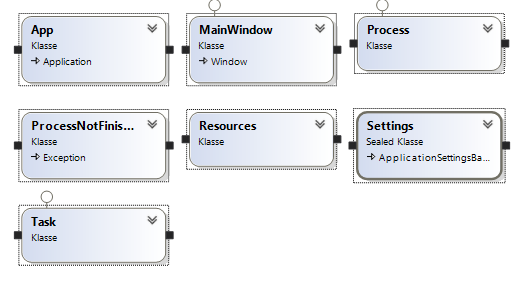 App
Klasse
Application
MainWindow
Klasse
Window
Process
Klasse
ProcessNotFinis...
Klasse
Exception
Resources
Klasse
Settings
Sealed Klasse
ApplicationSettingsBa...
Task
Klasse